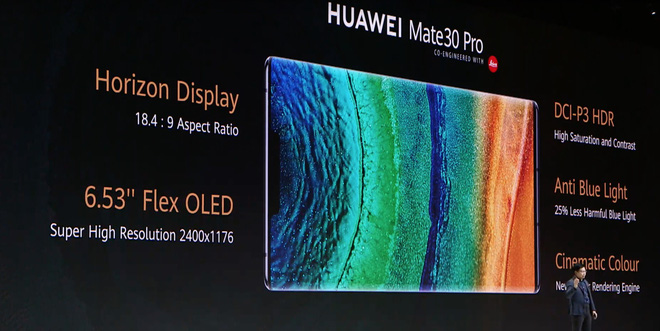 HUAWEI Mate30 Pro
CO-ENGINEERED WITH
Horizon Display
18.4 : 9 Aspect Ratio
6.53'' Flex OLED
Super High Resolution 2400x1176
DCI-P3 HDR
High Saturation and Contrast
Anti Blue Light
25% Less Harmful Blue Light
Cinematic Colour
Rendering Engine